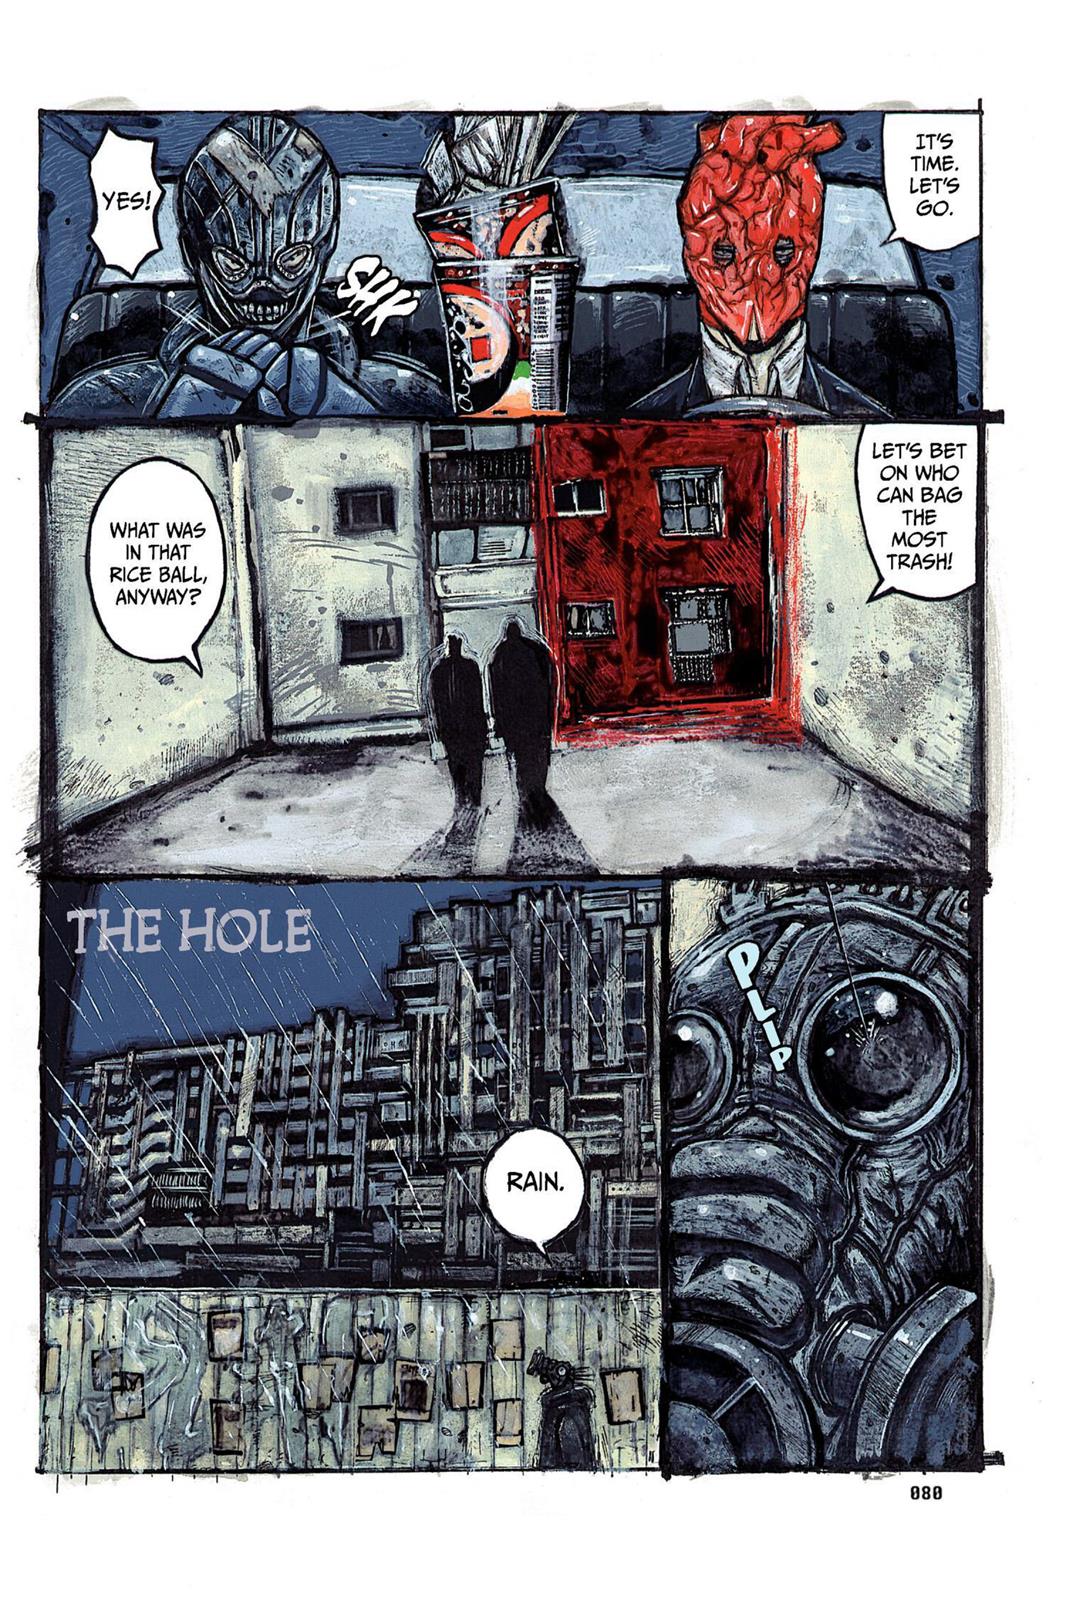 IT'S
TIME.
LET'S
GO.
YES!
SHK
LET'S BET
ON WHO
CAN BAG
THE
MOST
TRASH!
WHAT WAS
IN THAT
RICE BALL,
ANYWAY?
THE HOLE
RAIN.
PLIP
080